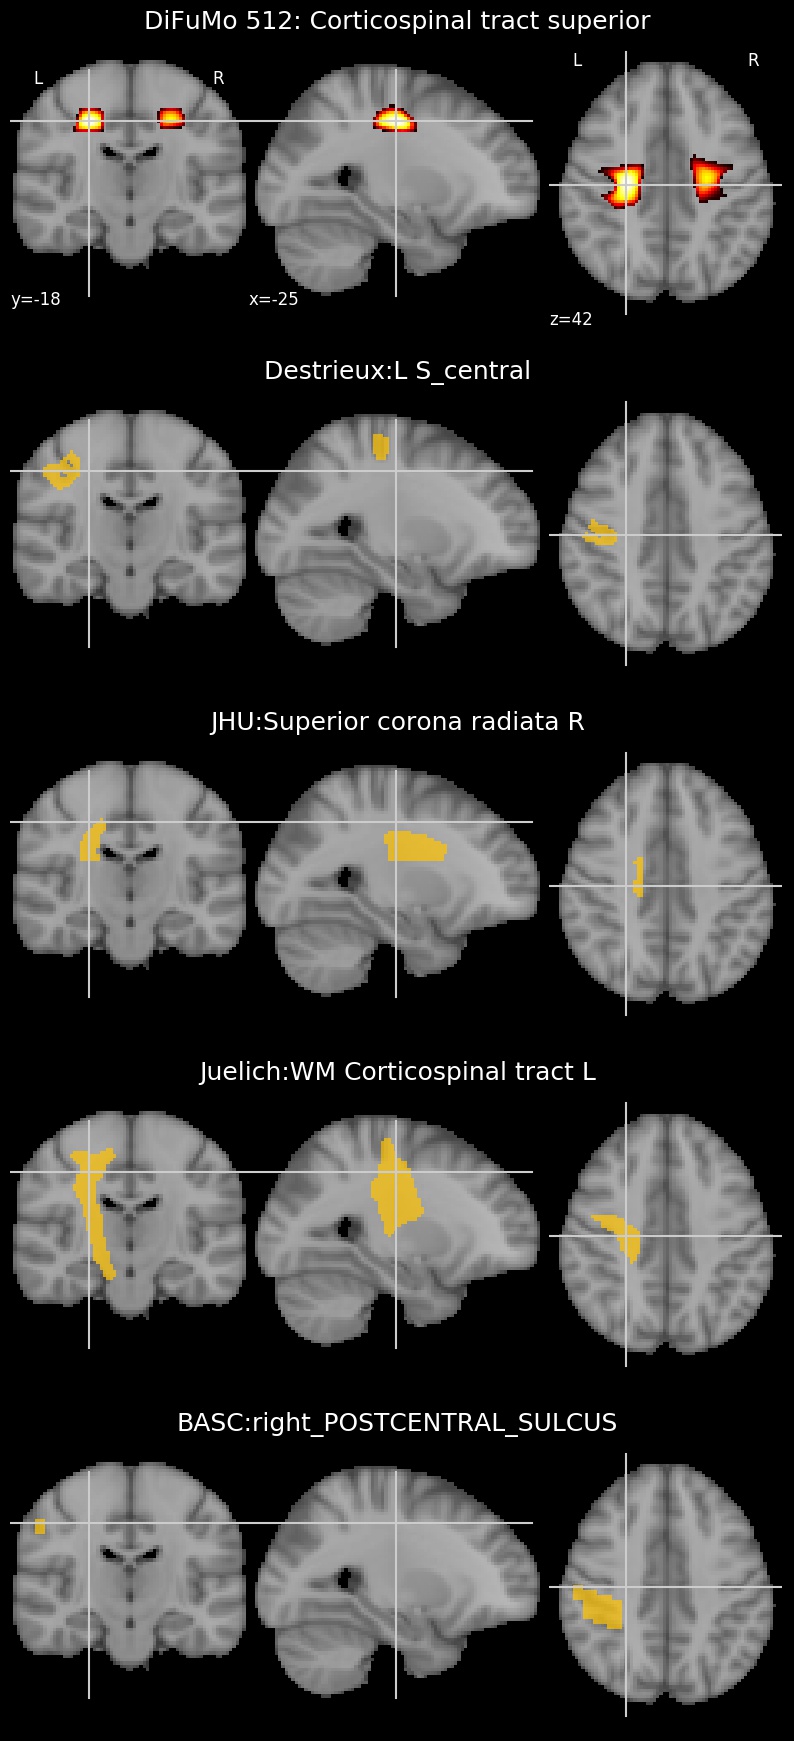 DiFuMo 512: Corticospinal tract superior
L R L R
y=-18 x=-25 z=42
Destrieux:L S_central
JHU:Superior corona radiata R
Juelich:WM Corticospinal tract L
BASC:right_POSTCENTRAL_SULCUS